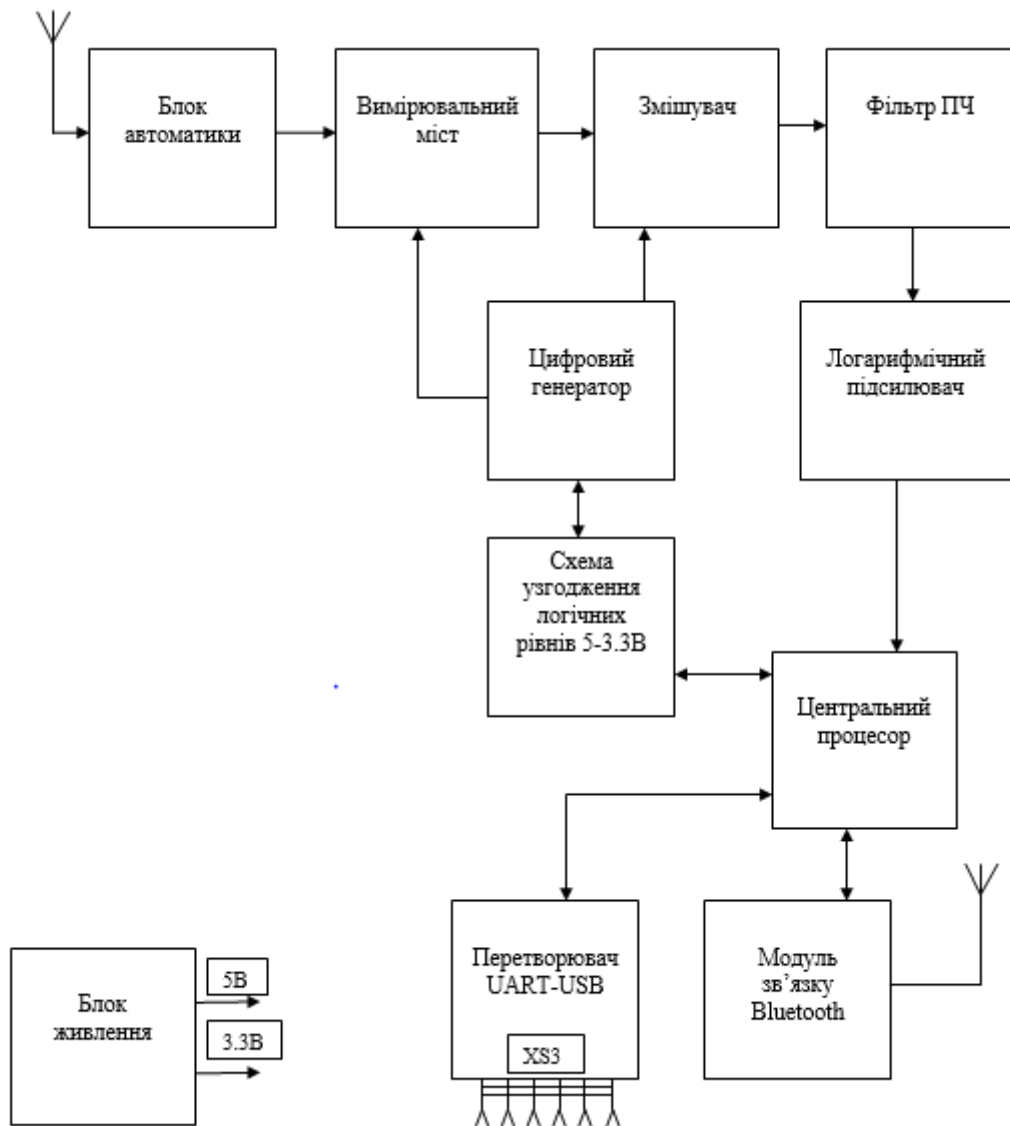 Блок
автоматики
Вимірювальний
міст
Змішувач
Фільтр ПЧ
Цифровий
генератор
Логарифмічний
підсилювач
Схема
узгодження
логічних
рівнів 5-3.3В
Центральний
процесор
Перетворювач
UART-USB
XS3
Модуль
зв’язку
Bluetooth
Блок
живлення
5В
3.3В